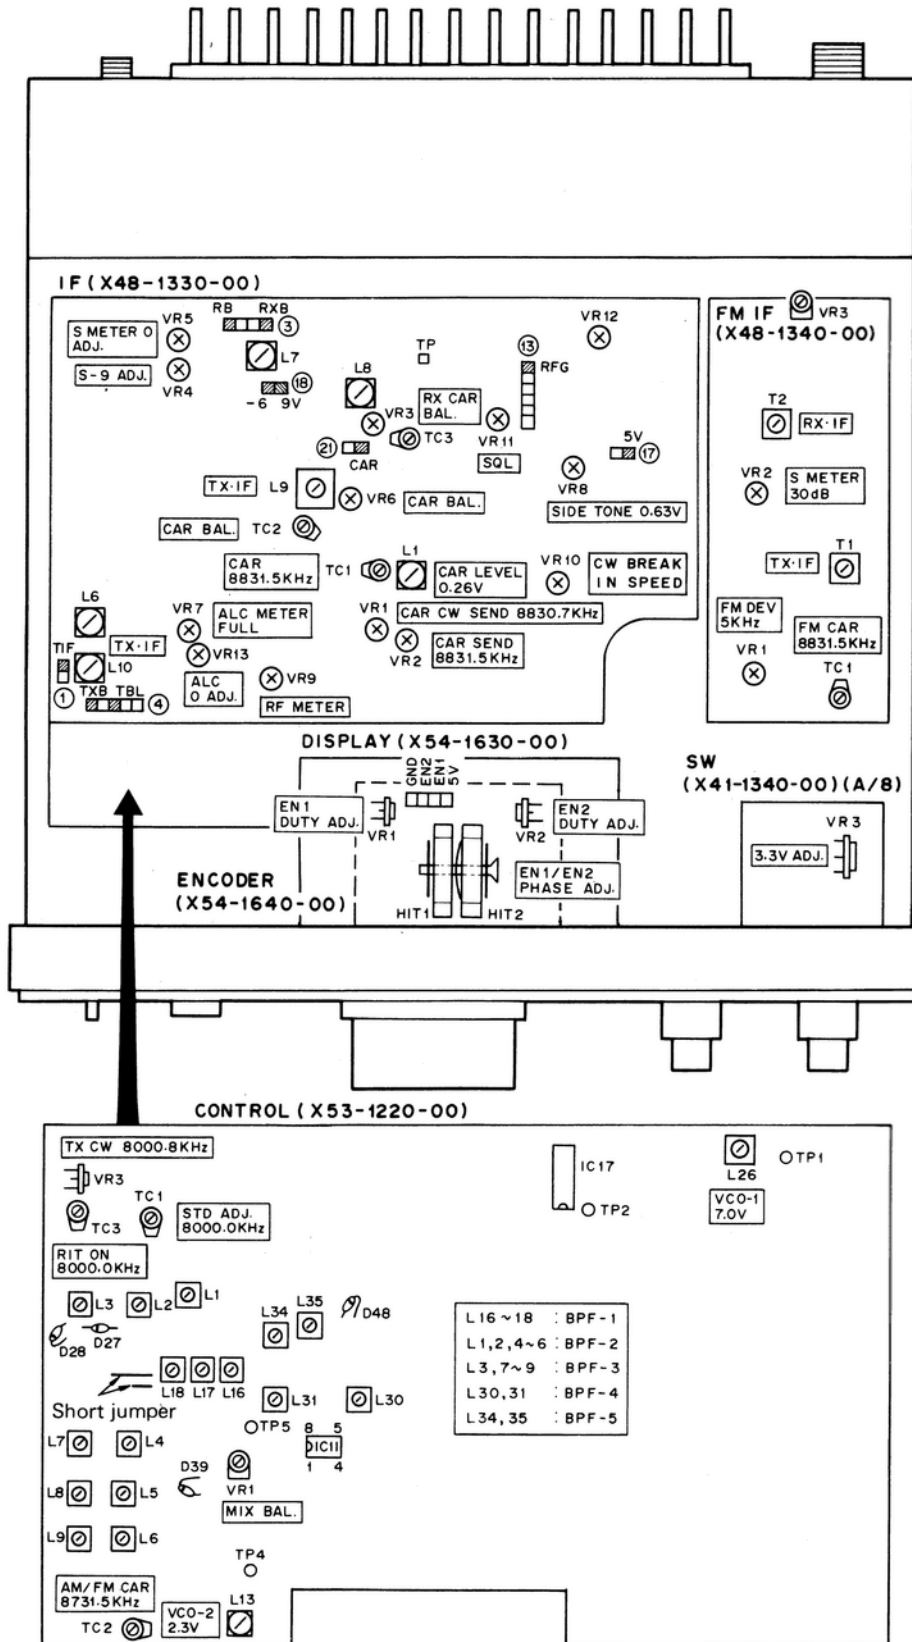 IF (X48-1330-00)
RB RXB
③
VR5
S METER 0
ADJ.
S-9 ADJ.
VR4
L7
⑱
-6 9V
L8
TP
VR12
⑬
RFG
VR3
RX CAR
BAL.
TC3
VR11
SQL
㉑
CAR
5V
⑰
VR8
SIDE TONE 0.63V
TX·IF
L9
VR6
CAR BAL.
CAR BAL.
TC2
CAR
8831.5KHz
TC1
L1
CAR LEVEL
0.26V
VR10
CW BREAK
IN SPEED
L6
VR7
ALC METER
FULL
VR1
CAR CW SEND 8830.7KHz
VR2
CAR SEND
8831.5KHz
TIF
TX·IF
L10
VR13
ALC
0 ADJ.
VR9
RF METER
①
TXB TBL
④
FM IF
(X48-1340-00)
VR3
T2
RX·IF
VR2
S METER
30dB
T1
TX·IF
FM DEV
5KHz
VR1
FM CAR
8831.5KHz
TC1
DISPLAY (X54-1630-00)
GND
EN2
EN1
5V
EN1
DUTY ADJ.
VR1
VR2
EN2
DUTY ADJ.
EN1/EN2
PHASE ADJ.
ENCODER
(X54-1640-00)
HIT1
HIT2
SW
(X41-1340-00) (A/8)
VR3
3.3V ADJ.
CONTROL (X53-1220-00)
TX CW 8000.8KHz
VR3
TC1
TC3
STD ADJ.
8000.0KHz
RIT ON
8000.0KHz
IC17
TP2
L26
TP1
VCO-1
7.0V
L3
L2
L1
L34
L35
D48
D28
D27
L18
L17
L16
Short jumper
L31
L30
L16~18 : BPF-1
L1,2,4~6 : BPF-2
L3,7~9 : BPF-3
L30,31 : BPF-4
L34,35 : BPF-5
TP5
8 5
IC11
1 4
L7
L4
D39
VR1
MIX BAL.
L8
L5
L9
L6
TP4
AM/FM CAR
8731.5KHz
TC2
VCO-2
2.3V
L13